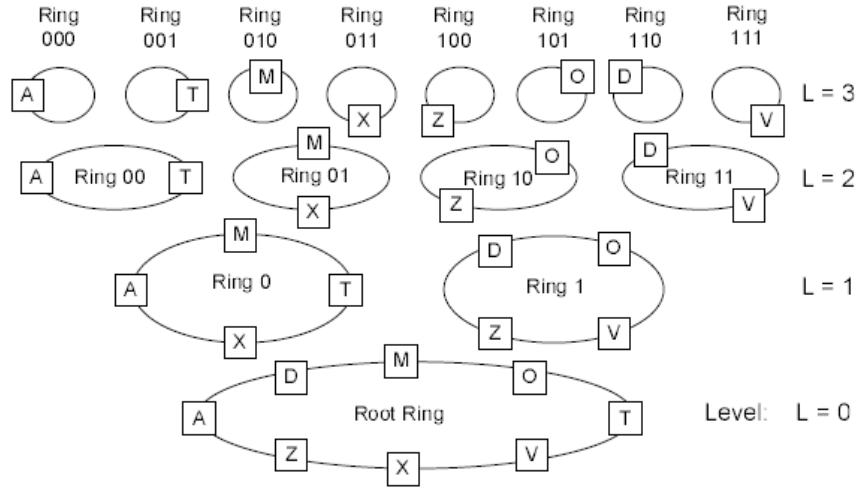 Ring Ring Ring Ring Ring Ring Ring Ring
000 001 010 011 100 101 110 111
A T M X Z O D V L = 3
M O D
A Ring 00 T Ring 01 Ring 10 Ring 11 L = 2
X Z V
M D O
A Ring 0 T Ring 1 L = 1
X Z V
D M O
A Root Ring T Level: L = 0
Z X V